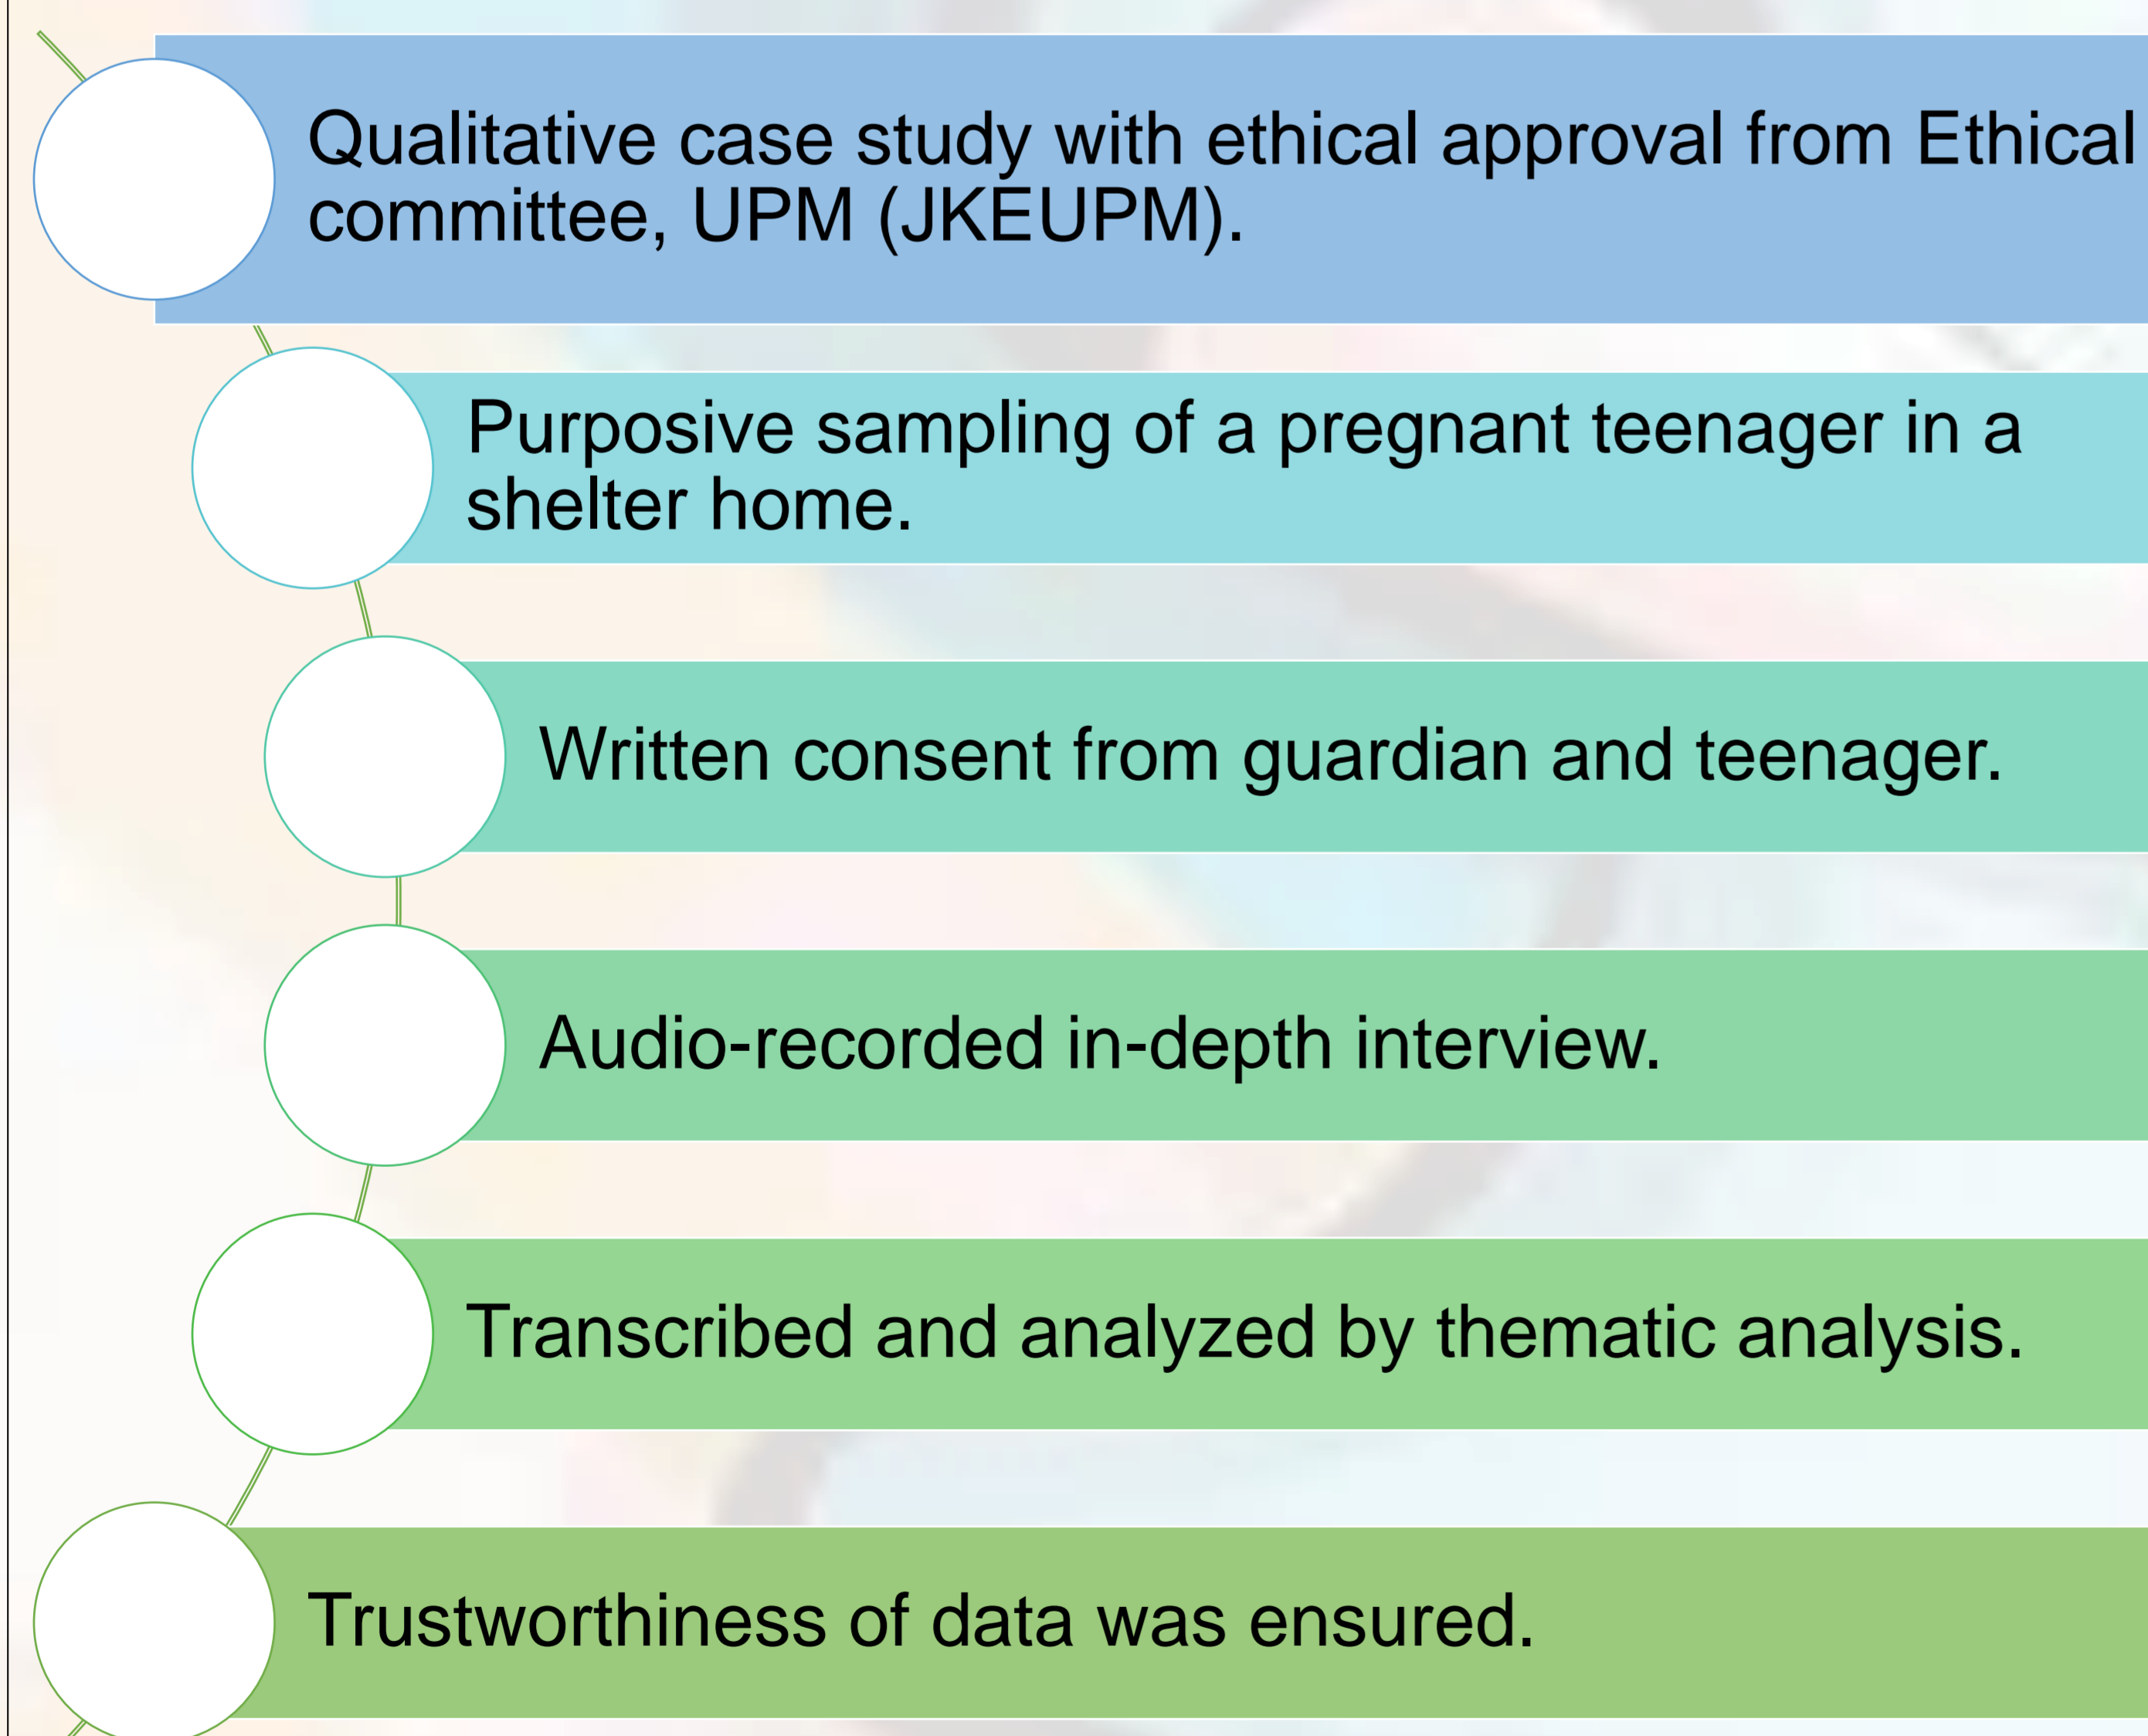 Qualitative case study with ethical approval from Ethical
committee, UPM (JKEUPM).
Purposive sampling of a pregnant teenager in a
shelter home.
Written consent from guardian and teenager.
Audio-recorded in-depth interview.
Transcribed and analyzed by thematic analysis.
Trustworthiness of data was ensured.